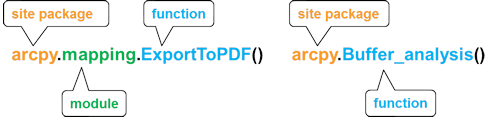 site package
function
arcpy.mapping.ExportToPDF()
module
site package
arcpy.Buffer_analysis()
function